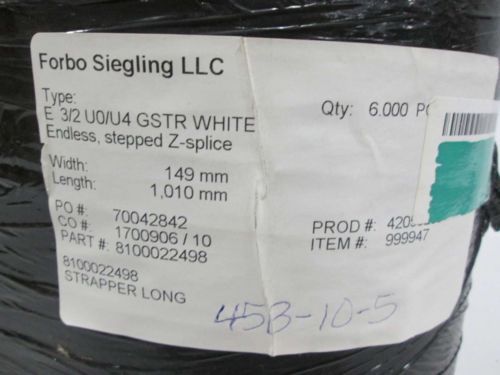 Forbo Siegling LLC
Type:
E 3/2 U0/U4 GSTR WHITE
Endless, stepped Z-splice
Qty: 6.000
Width: 149 mm
Length: 1,010 mm
PO #: 70042842
CO #: 1700906 / 10
PART #: 8100022498
PROD #:
ITEM #: 999947
8100022498
STRAPPER LONG
45B-10-5